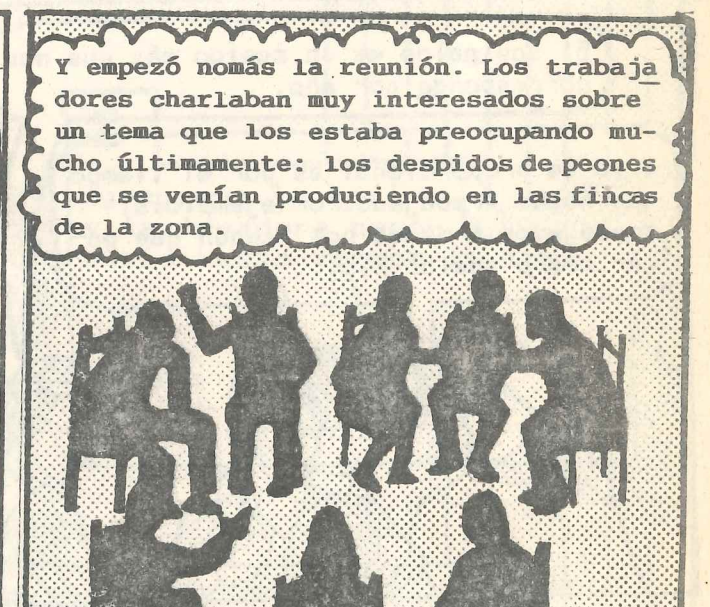 Y empezó nomás la reunión. Los trabaja
dores charlaban muy interesados sobre
un tema que los estaba preocupando mu-
cho últimamente: los despidos de peones
que se venían produciendo en las fincas
de la zona.